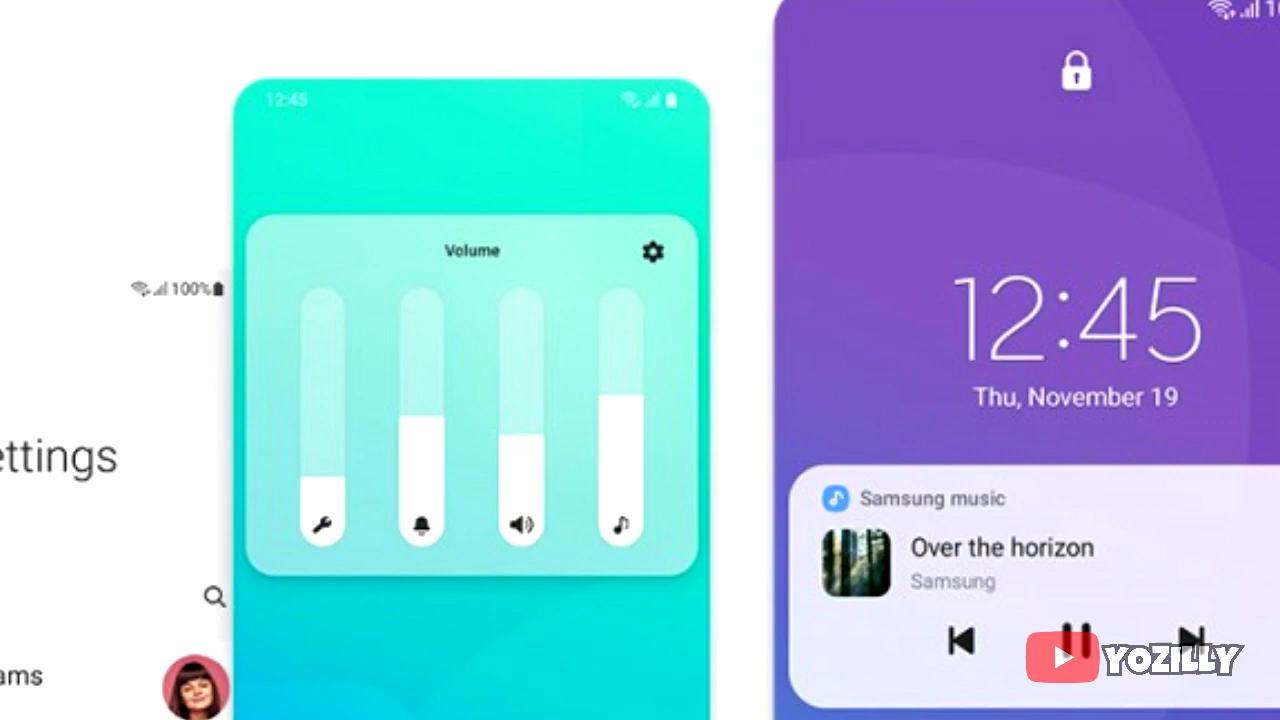 100%
ettings
ams
12:45
Volume
12:45
Thu, November 19
Samsung music
Over the horizon
Samsung
YOZILLY